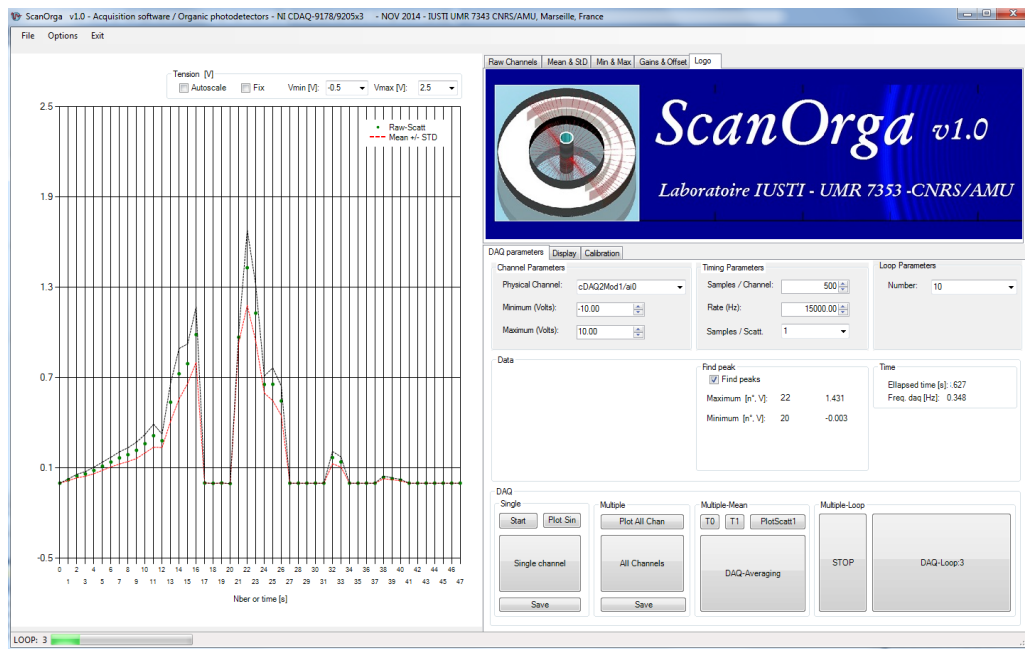 ScanOrga v1.0 - Acquisition software / Organic photodetectors - NI CDAQ-9178/9205x3 - NOV 2014 - IUSTI UMR 7343 CNRS/AMU, Marseille, France
File Options Exit
Tension [V]
Autoscale Fix Vmin [V]: -0.5 Vmax [V]: 2.5
2.5
Raw-Scatt
Mean +/- STD
1.9
1.3
0.7
0.1
-0.5
0 2 4 6 8 10 12 14 16 18 20 22 24 26 28 30 32 34 36 38 40 42 44 46
1 3 5 7 9 11 13 15 17 19 21 23 25 27 29 31 33 35 37 39 41 43 45 47
Nber or time [s]
LOOP: 3
Raw Channels Mean & StD Min & Max Gains & Offset Logo
ScanOrga v1.0
Laboratoire IUSTI - UMR 7353 -CNRS/AMU
DAQ parameters Display Calibration
Channel Parameters
Physical Channel: cDAQ2Mod1/ai0
Minimum (Volts): -10.00
Maximum (Volts): 10.00
Timing Parameters
Samples / Channel: 500
Rate (Hz): 15000.00
Samples / Scatt. 1
Loop Parameters
Number: 10
Data
Find peak
Find peaks
Maximum [n°, V]: 22 1.431
Minimum [n°, V]: 20 -0.003
Time
Ellapsed time [s]: .627
Freq. daq [Hz]: 0.348
DAQ
Single
Start Plot Sin
Single channel
Save
Multiple
Plot All Chan
All Channels
Save
Multiple-Mean
T0 T1 PlotScatt1
DAQ-Averaging
Multiple-Loop
STOP
DAQ-Loop:3